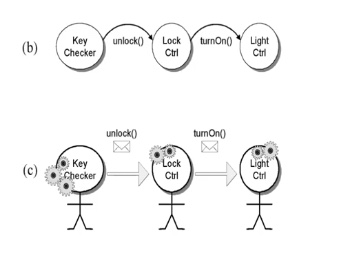 (b)
Key
Checker
unlock()
Lock
Ctrl
turnOn()
Light
Ctrl
(c)
Key
Checker
unlock()
Lock
Ctrl
turnOn()
Light
Ctrl